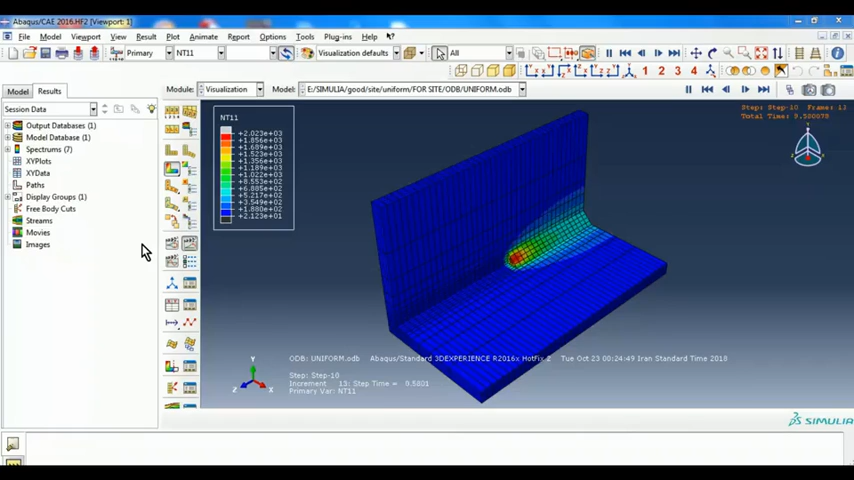 Abaqus/CAE 2016.HF2 [Viewport: 1]
File Model Viewport View Result Plot Animate Report Options Tools Plug-ins Help
Primary NT11 Visualization defaults All
1 2 3 4
Model Results
Module: Visualization Model: E:/SIMULIA/good/site/uniform/FOR SITE/ODB/UNIFORM.odb
Session Data
Output Databases (1)
Model Database (1)
Spectrums (7)
XYPlots
XYData
Paths
Display Groups (1)
Free Body Cuts
Streams
Movies
Images
NT11
+2.023e+03
+1.856e+03
+1.689e+03
+1.523e+03
+1.356e+03
+1.189e+03
+1.022e+03
+8.553e+02
+6.885e+02
+5.217e+02
+3.549e+02
+1.880e+02
+2.123e+01
Step: Step-10 Frame: 13
Total Time:
ODB: UNIFORM.odb Abaqus/Standard 3DEXPERIENCE R2016x HotFix 2 Tue Oct 23 00:24:49 Iran Standard Time 2018
Step: Step-10
Increment 13: Step Time =
Primary Var: NT11
Y
Z X
SIMULIA